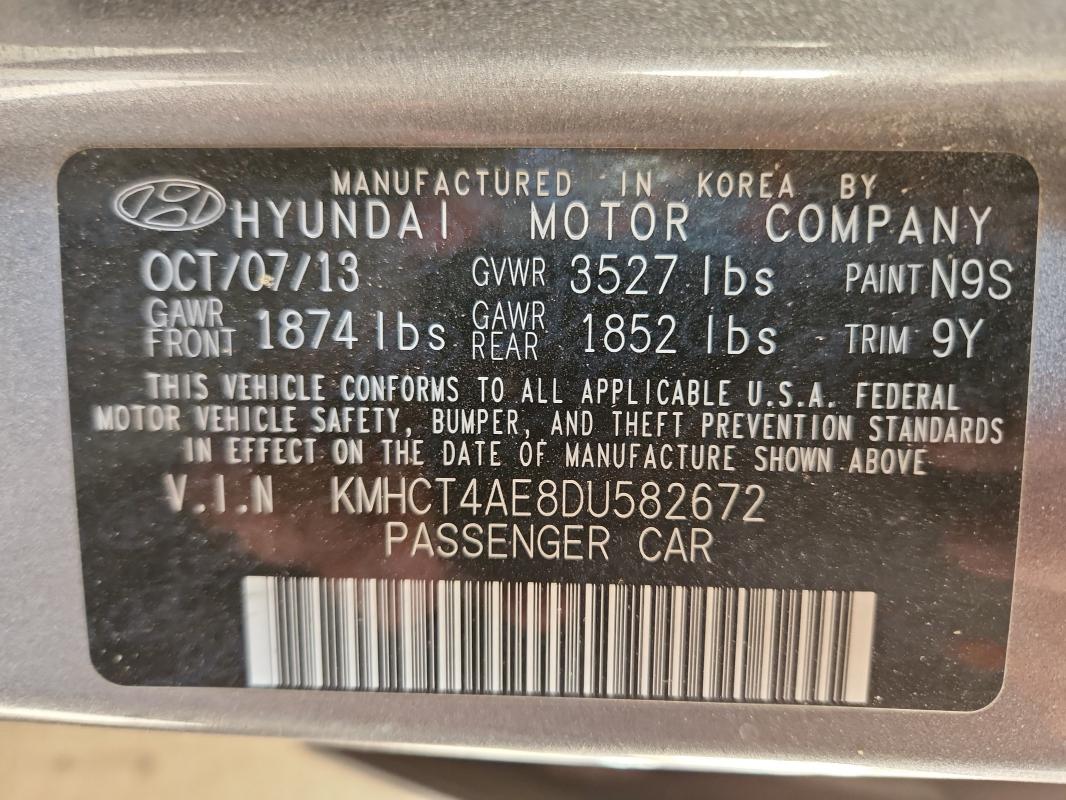 MANUFACTURED IN KOREA BY
HYUNDAI MOTOR COMPANY
OCT/07/13 GVWR 3527 lbs PAINT N9S
GAWR FRONT 1874 lbs GAWR REAR 1852 lbs TRIM 9Y
THIS VEHICLE CONFORMS TO ALL APPLICABLE U.S.A. FEDERAL
MOTOR VEHICLE SAFETY, BUMPER, AND THEFT PREVENTION STANDARDS
IN EFFECT ON THE DATE OF MANUFACTURE SHOWN ABOVE
V.I.N KMHCT4AE8DU582672
PASSENGER CAR